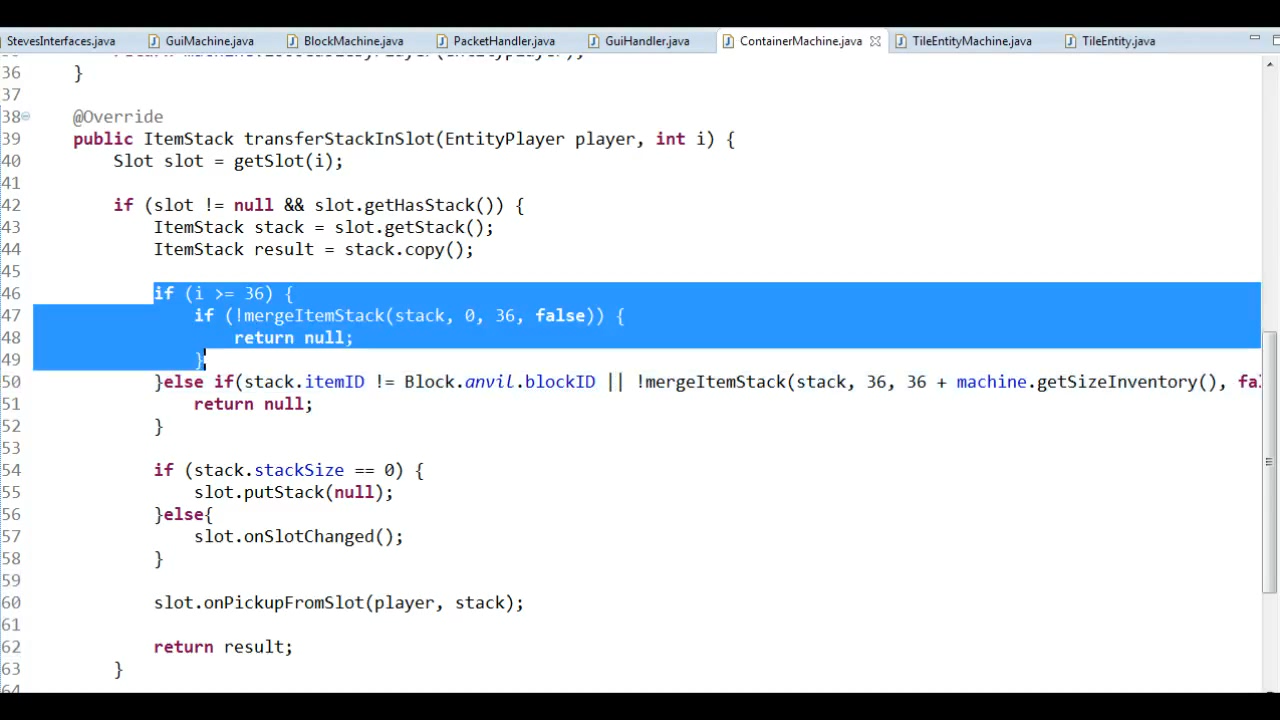 StevesInterfaces.java GuiMachine.java BlockMachine.java PacketHandler.java GuiHandler.java ContainerMachine.java TileEntityMachine.java TileEntity.java
36 }
37
38 @Override
39 public ItemStack transferStackInSlot(EntityPlayer player, int i) {
40 Slot slot = getSlot(i);
41
42 if (slot != null && slot.getHasStack()) {
43 ItemStack stack = slot.getStack();
44 ItemStack result = stack.copy();
45
46 if (i >= 36) {
47 if (!mergeItemStack(stack, 0, 36, false)) {
48 return null;
49 }
50 }else if(stack.itemID != Block.anvil.blockID || !mergeItemStack(stack, 36, 36 + machine.getSizeInventory(), fal
51 return null;
52 }
53
54 if (stack.stackSize == 0) {
55 slot.putStack(null);
56 }else{
57 slot.onSlotChanged();
58 }
59
60 slot.onPickupFromSlot(player, stack);
61
62 return result;
63 }
64